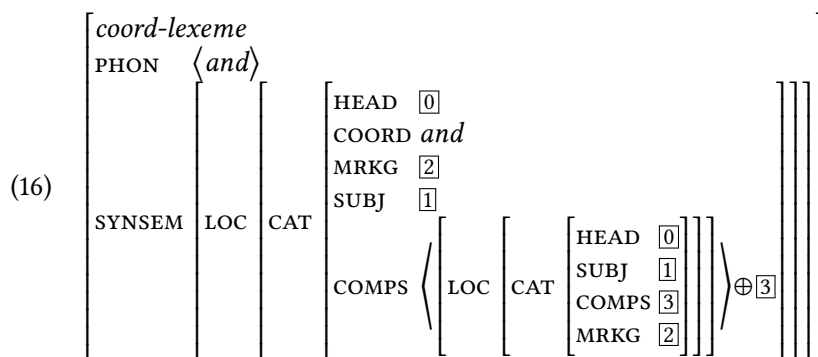 coord-lexeme
PHON ⟨and⟩
HEAD 0
COORD and
MRKG 2
(16) SYNSEM LOC CAT SUBJ 1
HEAD 0
SUBJ 1
COMPS ⟨ LOC CAT COMPS 3 ⟩ ⊕ 3
MRKG 2